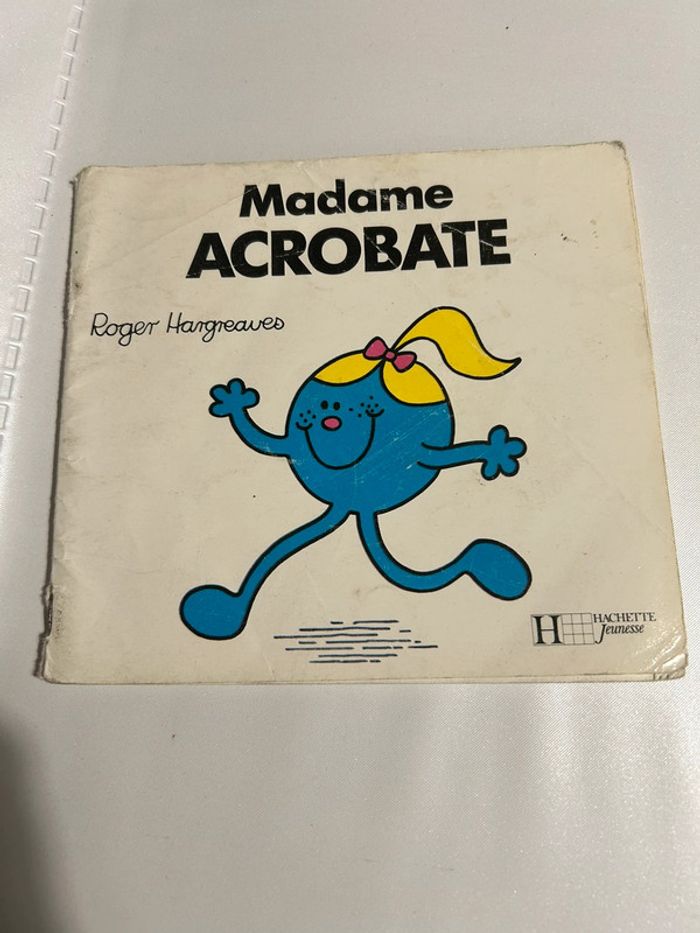 Madame
ACROBATE
Roger Hargreaves
H
HACHETTE
Jeunesse